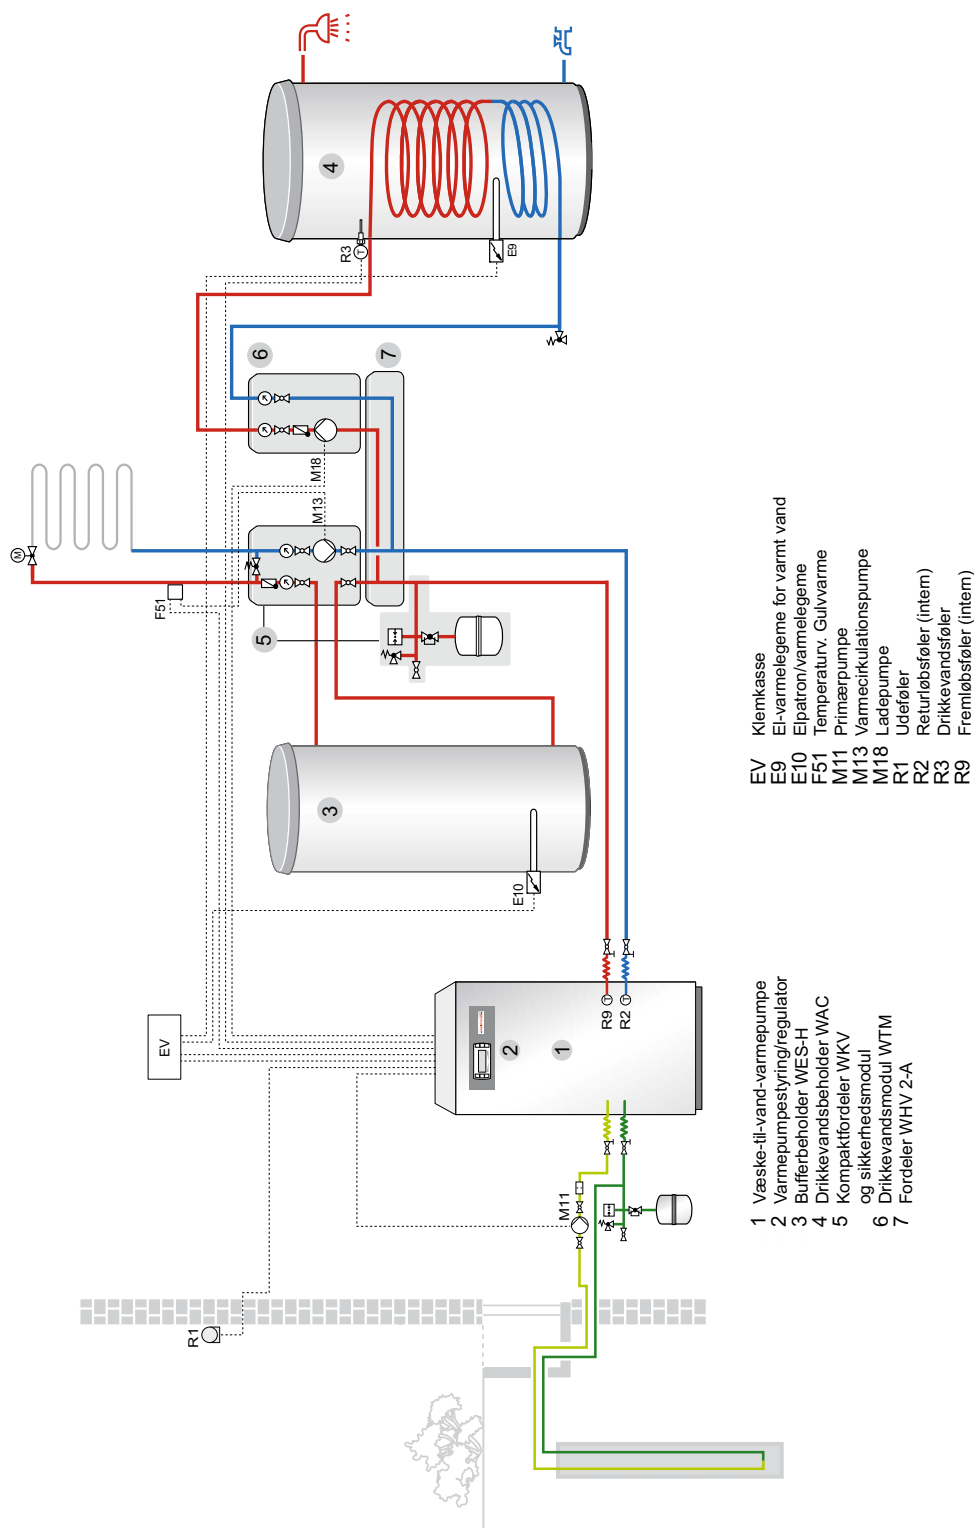 R1
EV
M11
R9
R2
2
1
E10
3
F51
5
M
M13
M18
6
7
R3
T
E9
4
T
T
1 Væske-til-vand-varmepumpe
2 Varmepumpestyring/regulator
3 Bufferbeholder WES-H
4 Drikkevandsbeholder WAC
5 Kompaktfordeler WKV
og sikkerhedsmodul
6 Drikkevandsmodul WTM
7 Fordeler WHV 2-A
EV Klemkasse
E9 El-varmelegeme for varmt vand
E10 Elpatron/varmelegeme
F51 Temperaturv. Gulvvarme
M11 Primærpumpe
M13 Varmecirkulationspumpe
M18 Ladepumpe
R1 Udeføler
R2 Returløbsføler (intern)
R3 Drikkevandsføler
R9 Fremløbsføler (intern)